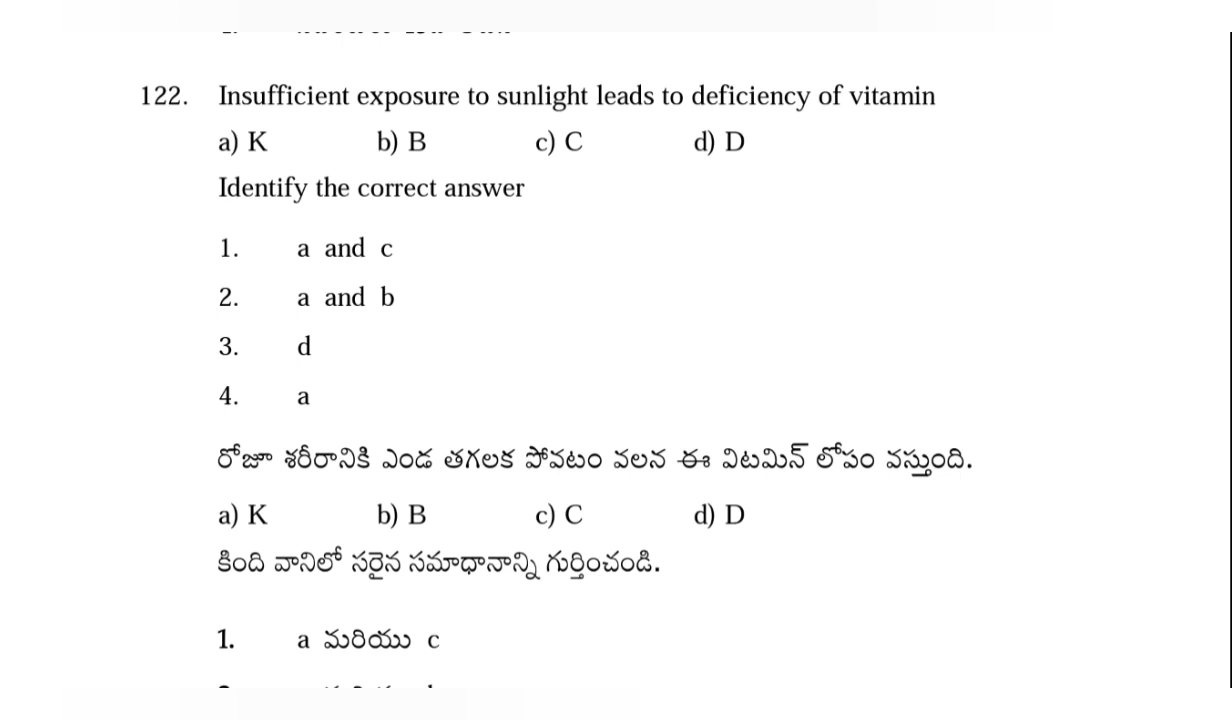 122. Insufficient exposure to sunlight leads to deficiency of vitamin
a) K b) B c) C d) D
Identify the correct answer
1. a and c
2. a and b
3. d
4. a
రోజూ శరీరానికి ఎండ తగలక పోవటం వలన ఈ విటమిన్ లోపం వస్తుంది.
a) K b) B c) C d) D
కింది వానిలో సరైన సమాధానాన్ని గుర్తించండి.
1. a మరియు c